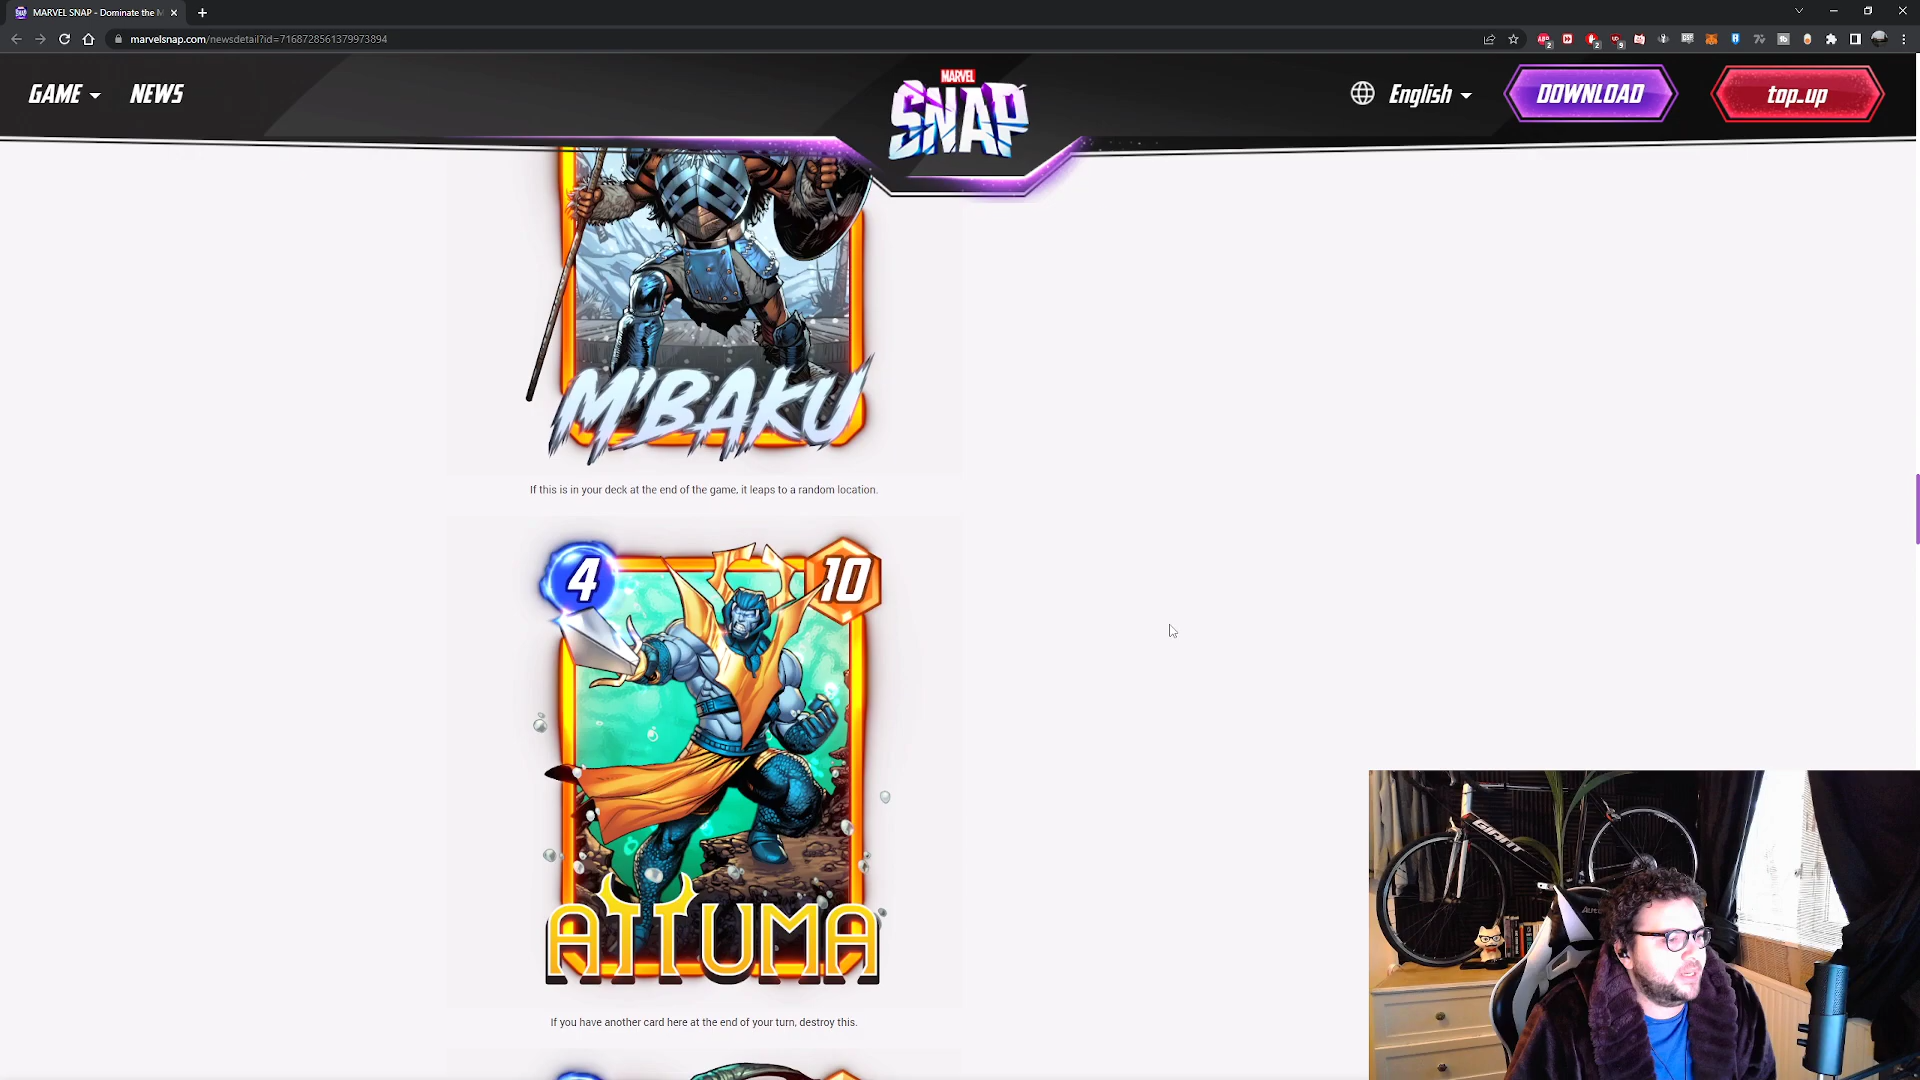 MARVEL SNAP - Dominate the M
marvelsnap.com/newsdetail?id=7168728561379973894
GAME
NEWS
MARVEL
SNAP
English
DOWNLOAD
top_up
M'BAKU
If this is in your deck at the end of the game, it leaps to a random location.
4
10
ATTUMA
If you have another card here at the end of your turn, destroy this.
GIANT